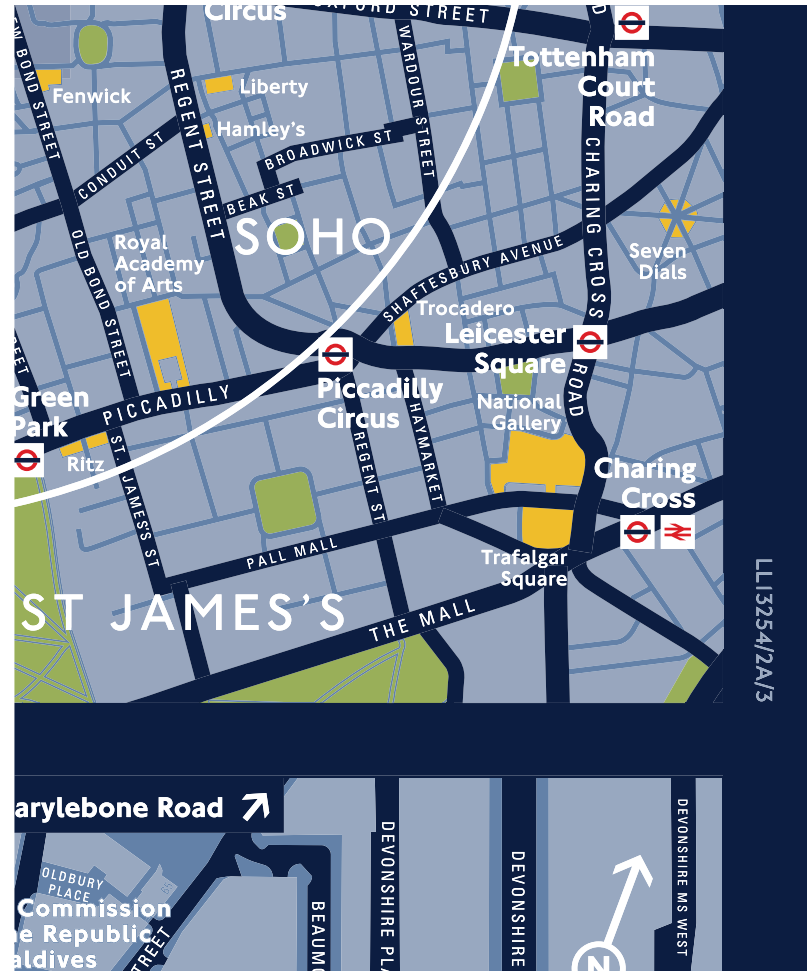 Circus
OXFORD STREET
Tottenham
Court
Road
NEW BOND STREET
Fenwick
REGENT STREET
Liberty
Hamley's
WARDOUR STREET
CONDUIT ST
BROADWICK ST
BEAK ST
CHARING CROSS ROAD
SOHO
OLD BOND STREET
Royal
Academy
of Arts
Seven
Dials
SHAFTESBURY AVENUE
Trocadero
Leicester
Square
Piccadilly
Circus
Green
Park
PICCADILLY
Ritz
ST. JAMES'S ST
REGENT ST
HAYMARKET
National
Gallery
Charing
Cross
PALL MALL
Trafalgar
Square
ST JAMES'S
THE MALL
LLI3254/2A/3
arylebone Road
OLDBURY
PLACE
Commission
e Republic
aldives
TREET
BEAUMO
DEVONSHIRE PLA
DEVONSHIRE
DEVONSHIRE MS WEST
N